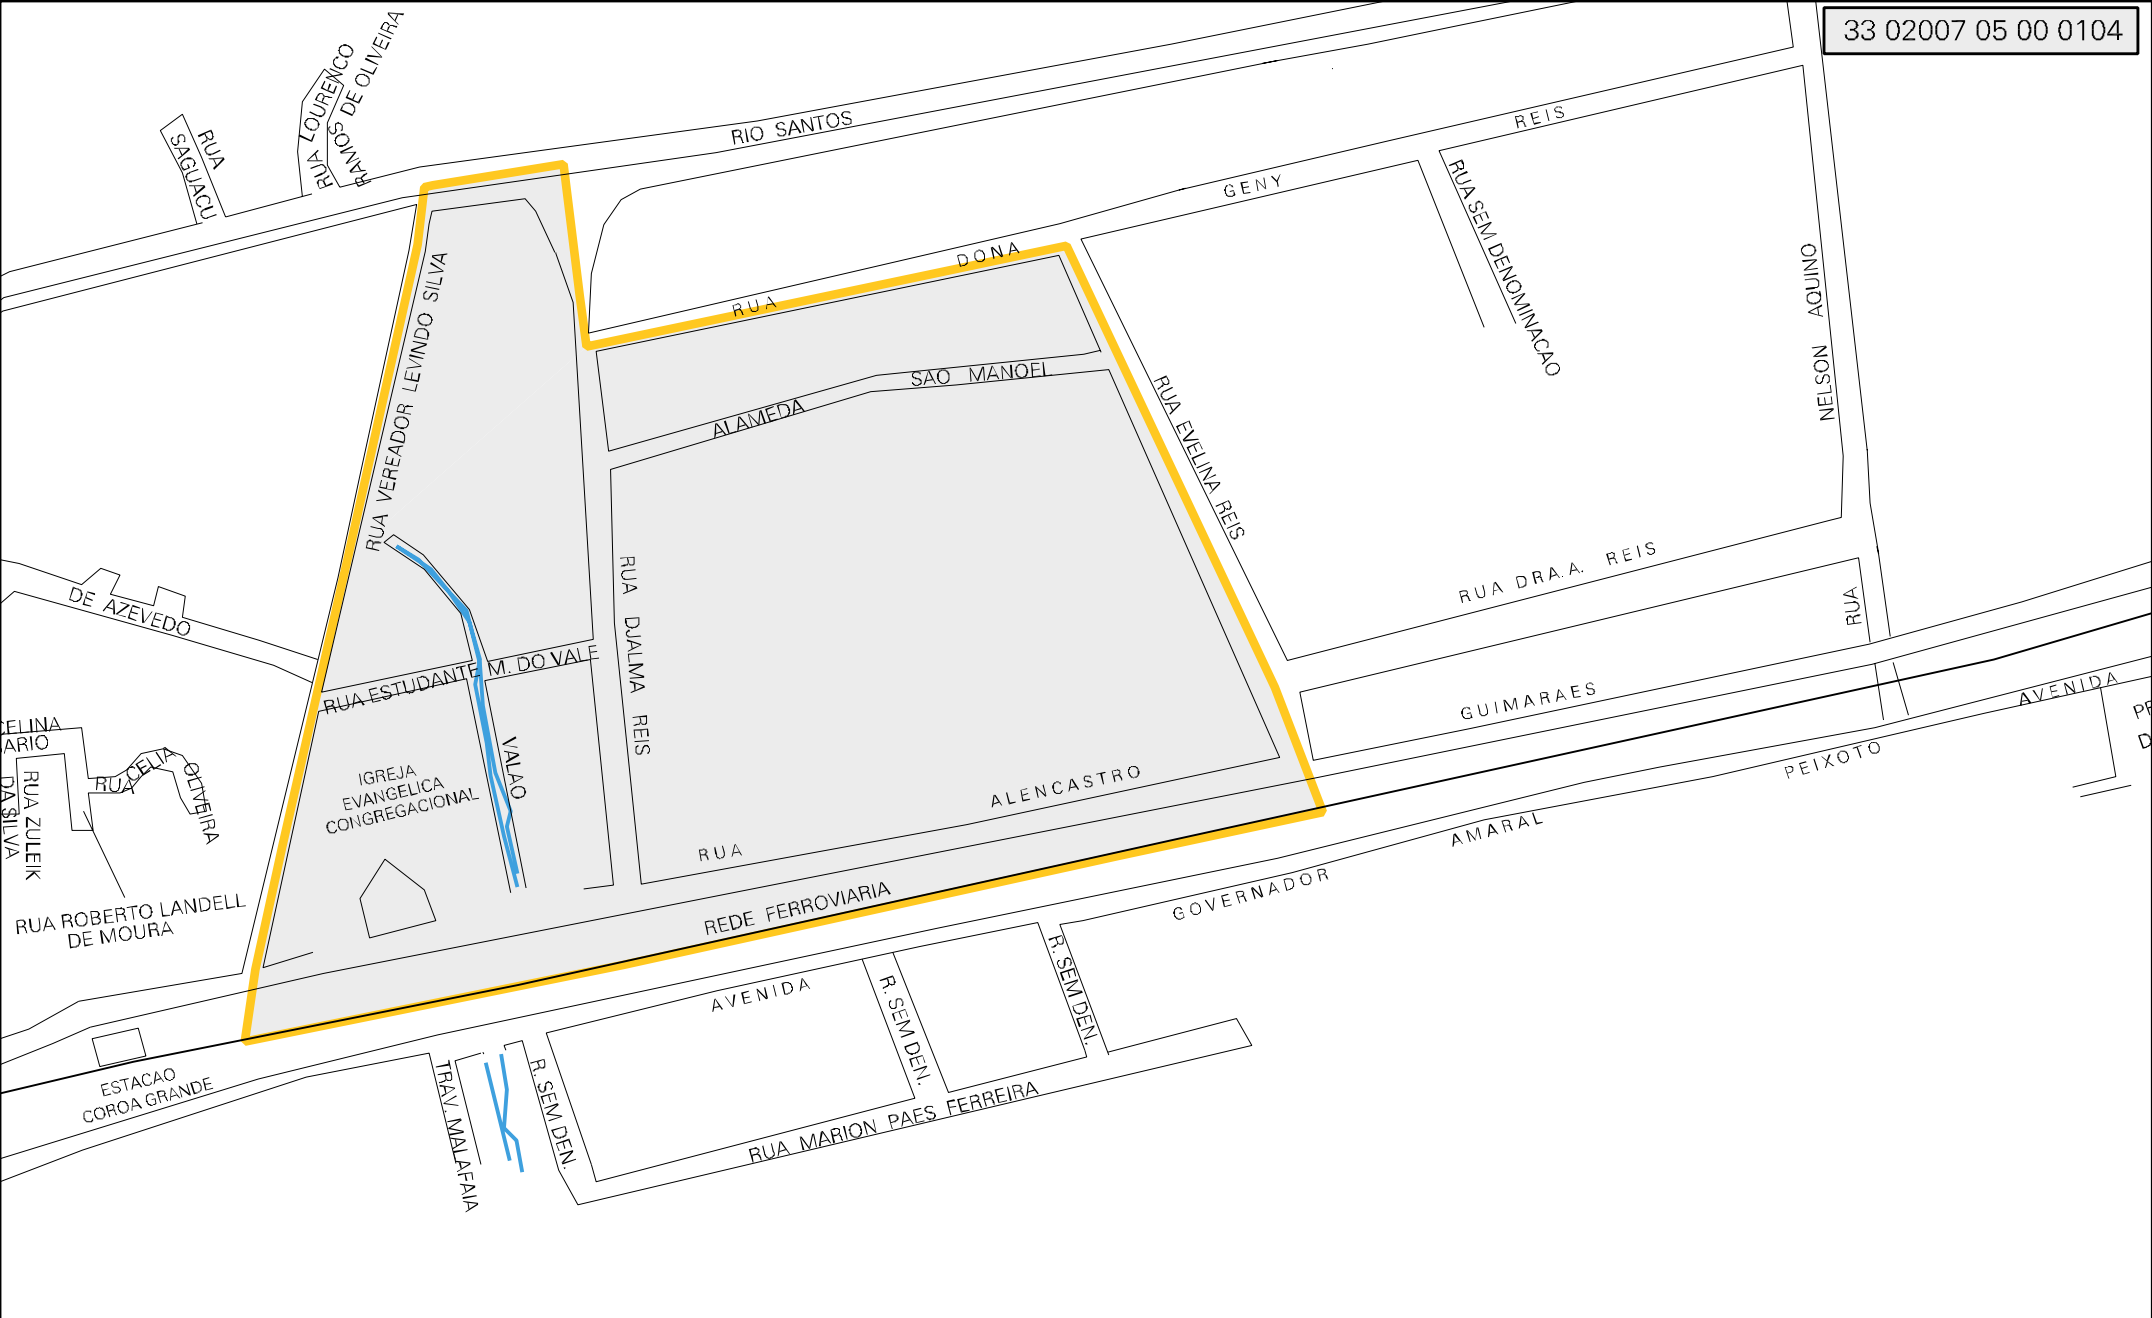 33 02007 05 00 0104
RUA LOURENCO
RAMOS DE OLIVEIRA
RUA
SAGUACU
RIO SANTOS
REIS
GENY
DONA
RUA
RUA SEM DENOMINACAO
NELSON AQUINO
RUA
RUA VEREADOR LEVINDO SILVA
SAO MANOEL
ALAMEDA
RUA EVELINA REIS
RUA DRA.A. REIS
RUA DJALMA REIS
DE AZEVEDO
RUA ESTUDANTE M. DO VALE
GUIMARAES
ALENCASTRO
RUA
VALAO
IGREJA
EVANGELICA
CONGREGACIONAL
CELINA
ARIO
RUA ZULEIK
DA SILVA
RUA CELIA OLIVEIRA
RUA ROBERTO LANDELL
DE MOURA
REDE FERROVIARIA
AVENIDA
PEIXOTO
AMARAL
GOVERNADOR
AVENIDA
R. SEM DEN.
R. SEM DEN.
R. SEM DEN.
ESTACAO
COROA GRANDE
TRAV. MALAFAIA
RUA MARION PAES FERREIRA